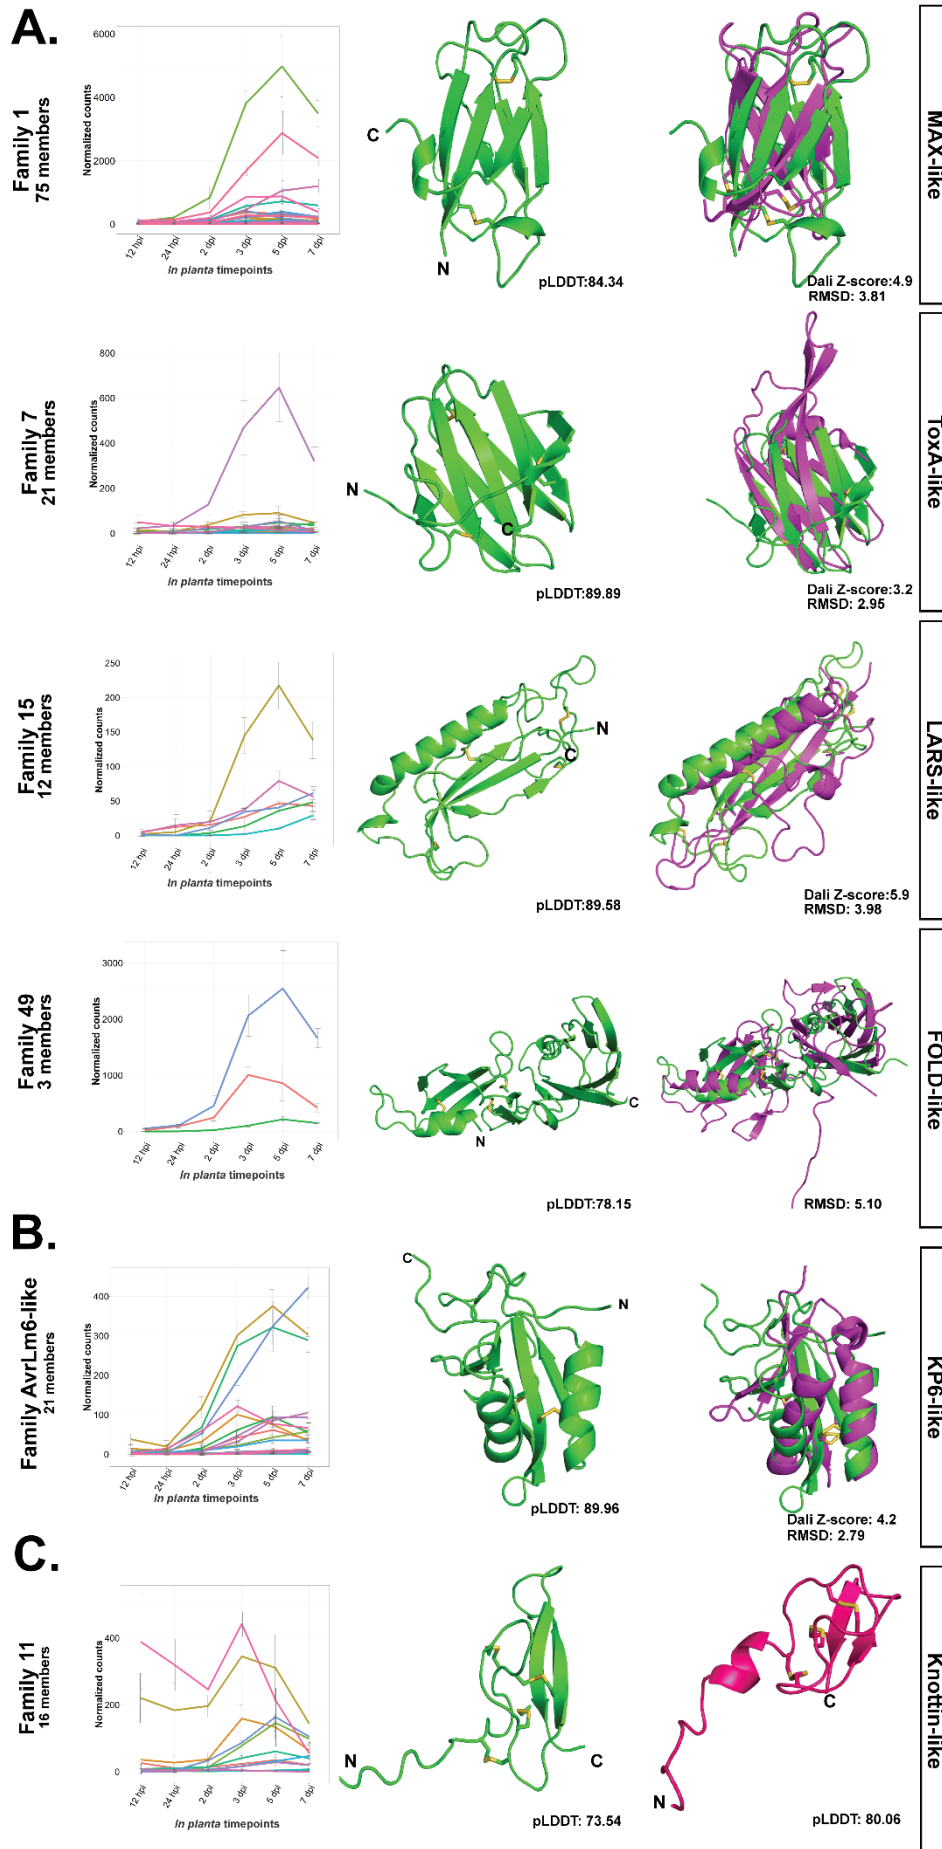 A.
Family 1
75 members
Normalized counts
6000
4000
2000
0
12 hpi
24 hpi
2 dpi
3 dpi
5 dpi
7 dpi
In planta timepoints
C
N
pLDDT:84.34
Dali Z-score:4.9
RMSD: 3.81
MAX-like
Family 7
21 members
Normalized counts
800
600
400
200
0
12 hpi
24 hpi
2 dpi
3 dpi
5 dpi
7 dpi
In planta timepoints
N
C
pLDDT:89.89
Dali Z-score:3.2
RMSD: 2.95
ToxA-like
Family 15
12 members
Normalized counts
250
200
150
100
50
0
12 hpi
24 hpi
2 dpi
3 dpi
5 dpi
7 dpi
In planta timepoints
N
C
pLDDT:89.58
Dali Z-score:5.9
RMSD: 3.98
LARS-like
Family 49
3 members
Normalized counts
3000
2000
1000
0
12 hpi
24 hpi
2 dpi
3 dpi
5 dpi
7 dpi
In planta timepoints
C
N
pLDDT:78.15
RMSD: 5.10
FOLD-like
B.
Family AvrLm6-like
21 members
Normalized counts
400
300
200
100
0
12 hpi
24 hpi
2 dpi
3 dpi
5 dpi
7 dpi
In planta timepoints
C
N
pLDDT: 89.96
Dali Z-score: 4.2
RMSD: 2.79
KP6-like
C.
Family 11
16 members
Normalized counts
400
200
0
12 hpi
24 hpi
2 dpi
3 dpi
5 dpi
7 dpi
In planta timepoints
N
C
pLDDT: 73.54
C
N
pLDDT: 80.06
Knottin-like